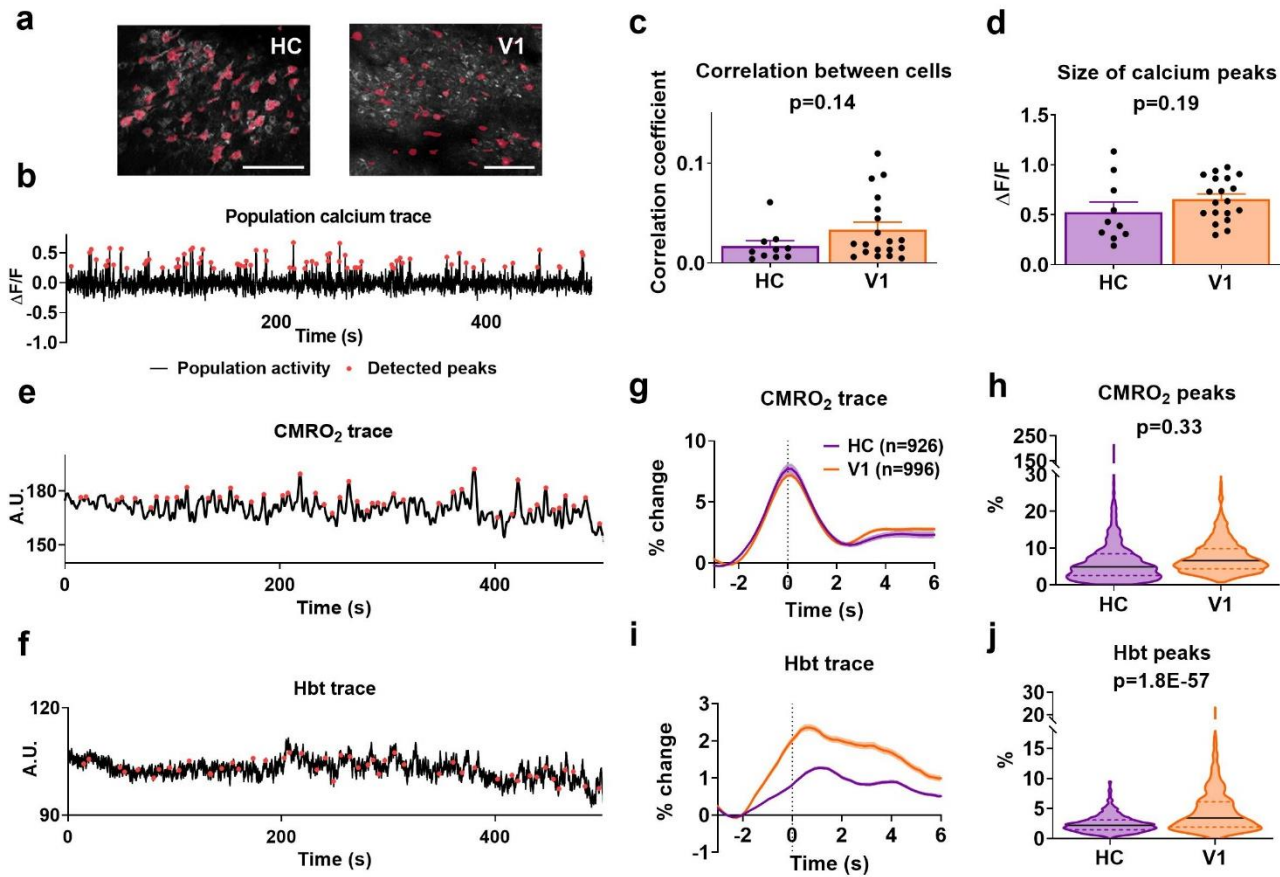 a
HC
V1
b
Population calcium trace
ΔF/F
0.5
0.0
-0.5
-1.0
200
400
Time (s)
Population activity
Detected peaks
c
Correlation between cells
p=0.14
Correlation coefficient
0.1
0.0
HC
V1
d
Size of calcium peaks
p=0.19
ΔF/F
1.5
1.0
0.5
0.0
HC
V1
e
CMRO₂ trace
A.U.
180
150
0
200
400
Time (s)
f
Hbt trace
A.U.
120
90
0
200
400
Time (s)
g
CMRO₂ trace
HC (n=926)
V1 (n=996)
% change
10
5
0
-2
0
2
4
6
Time (s)
h
CMRO₂ peaks
p=0.33
%
250
150
30
20
10
0
HC
V1
i
Hbt trace
% change
3
2
1
0
-1
-2
0
2
4
6
Time (s)
j
Hbt peaks
p=1.8E-57
%
30
20
15
10
5
0
HC
V1